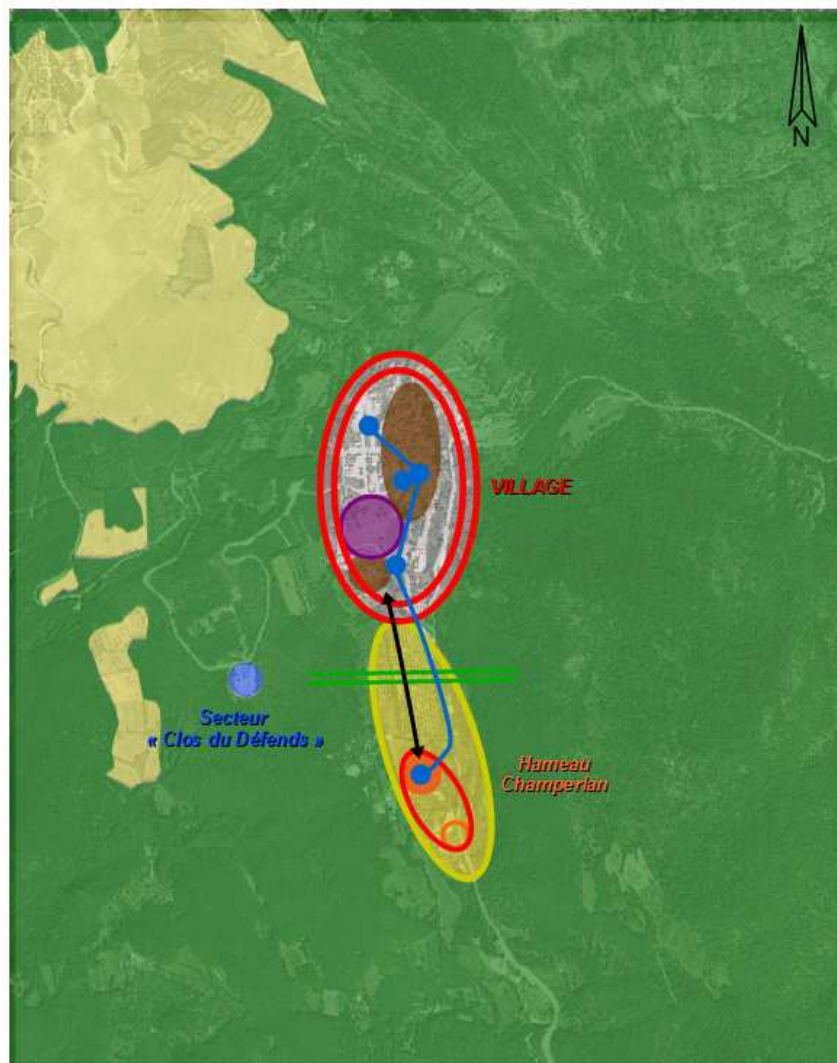 N
VILLAGE
Secteur
« Clos du Défends »
Hameau
Champerlan